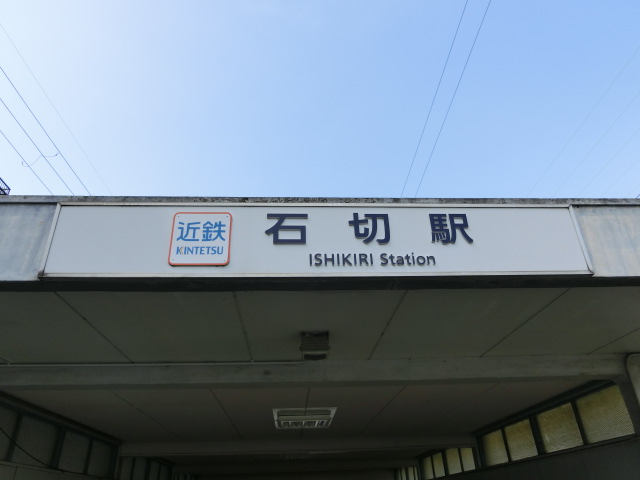 近鉄
KINTETSU
石切駅
ISHIKIRI Station